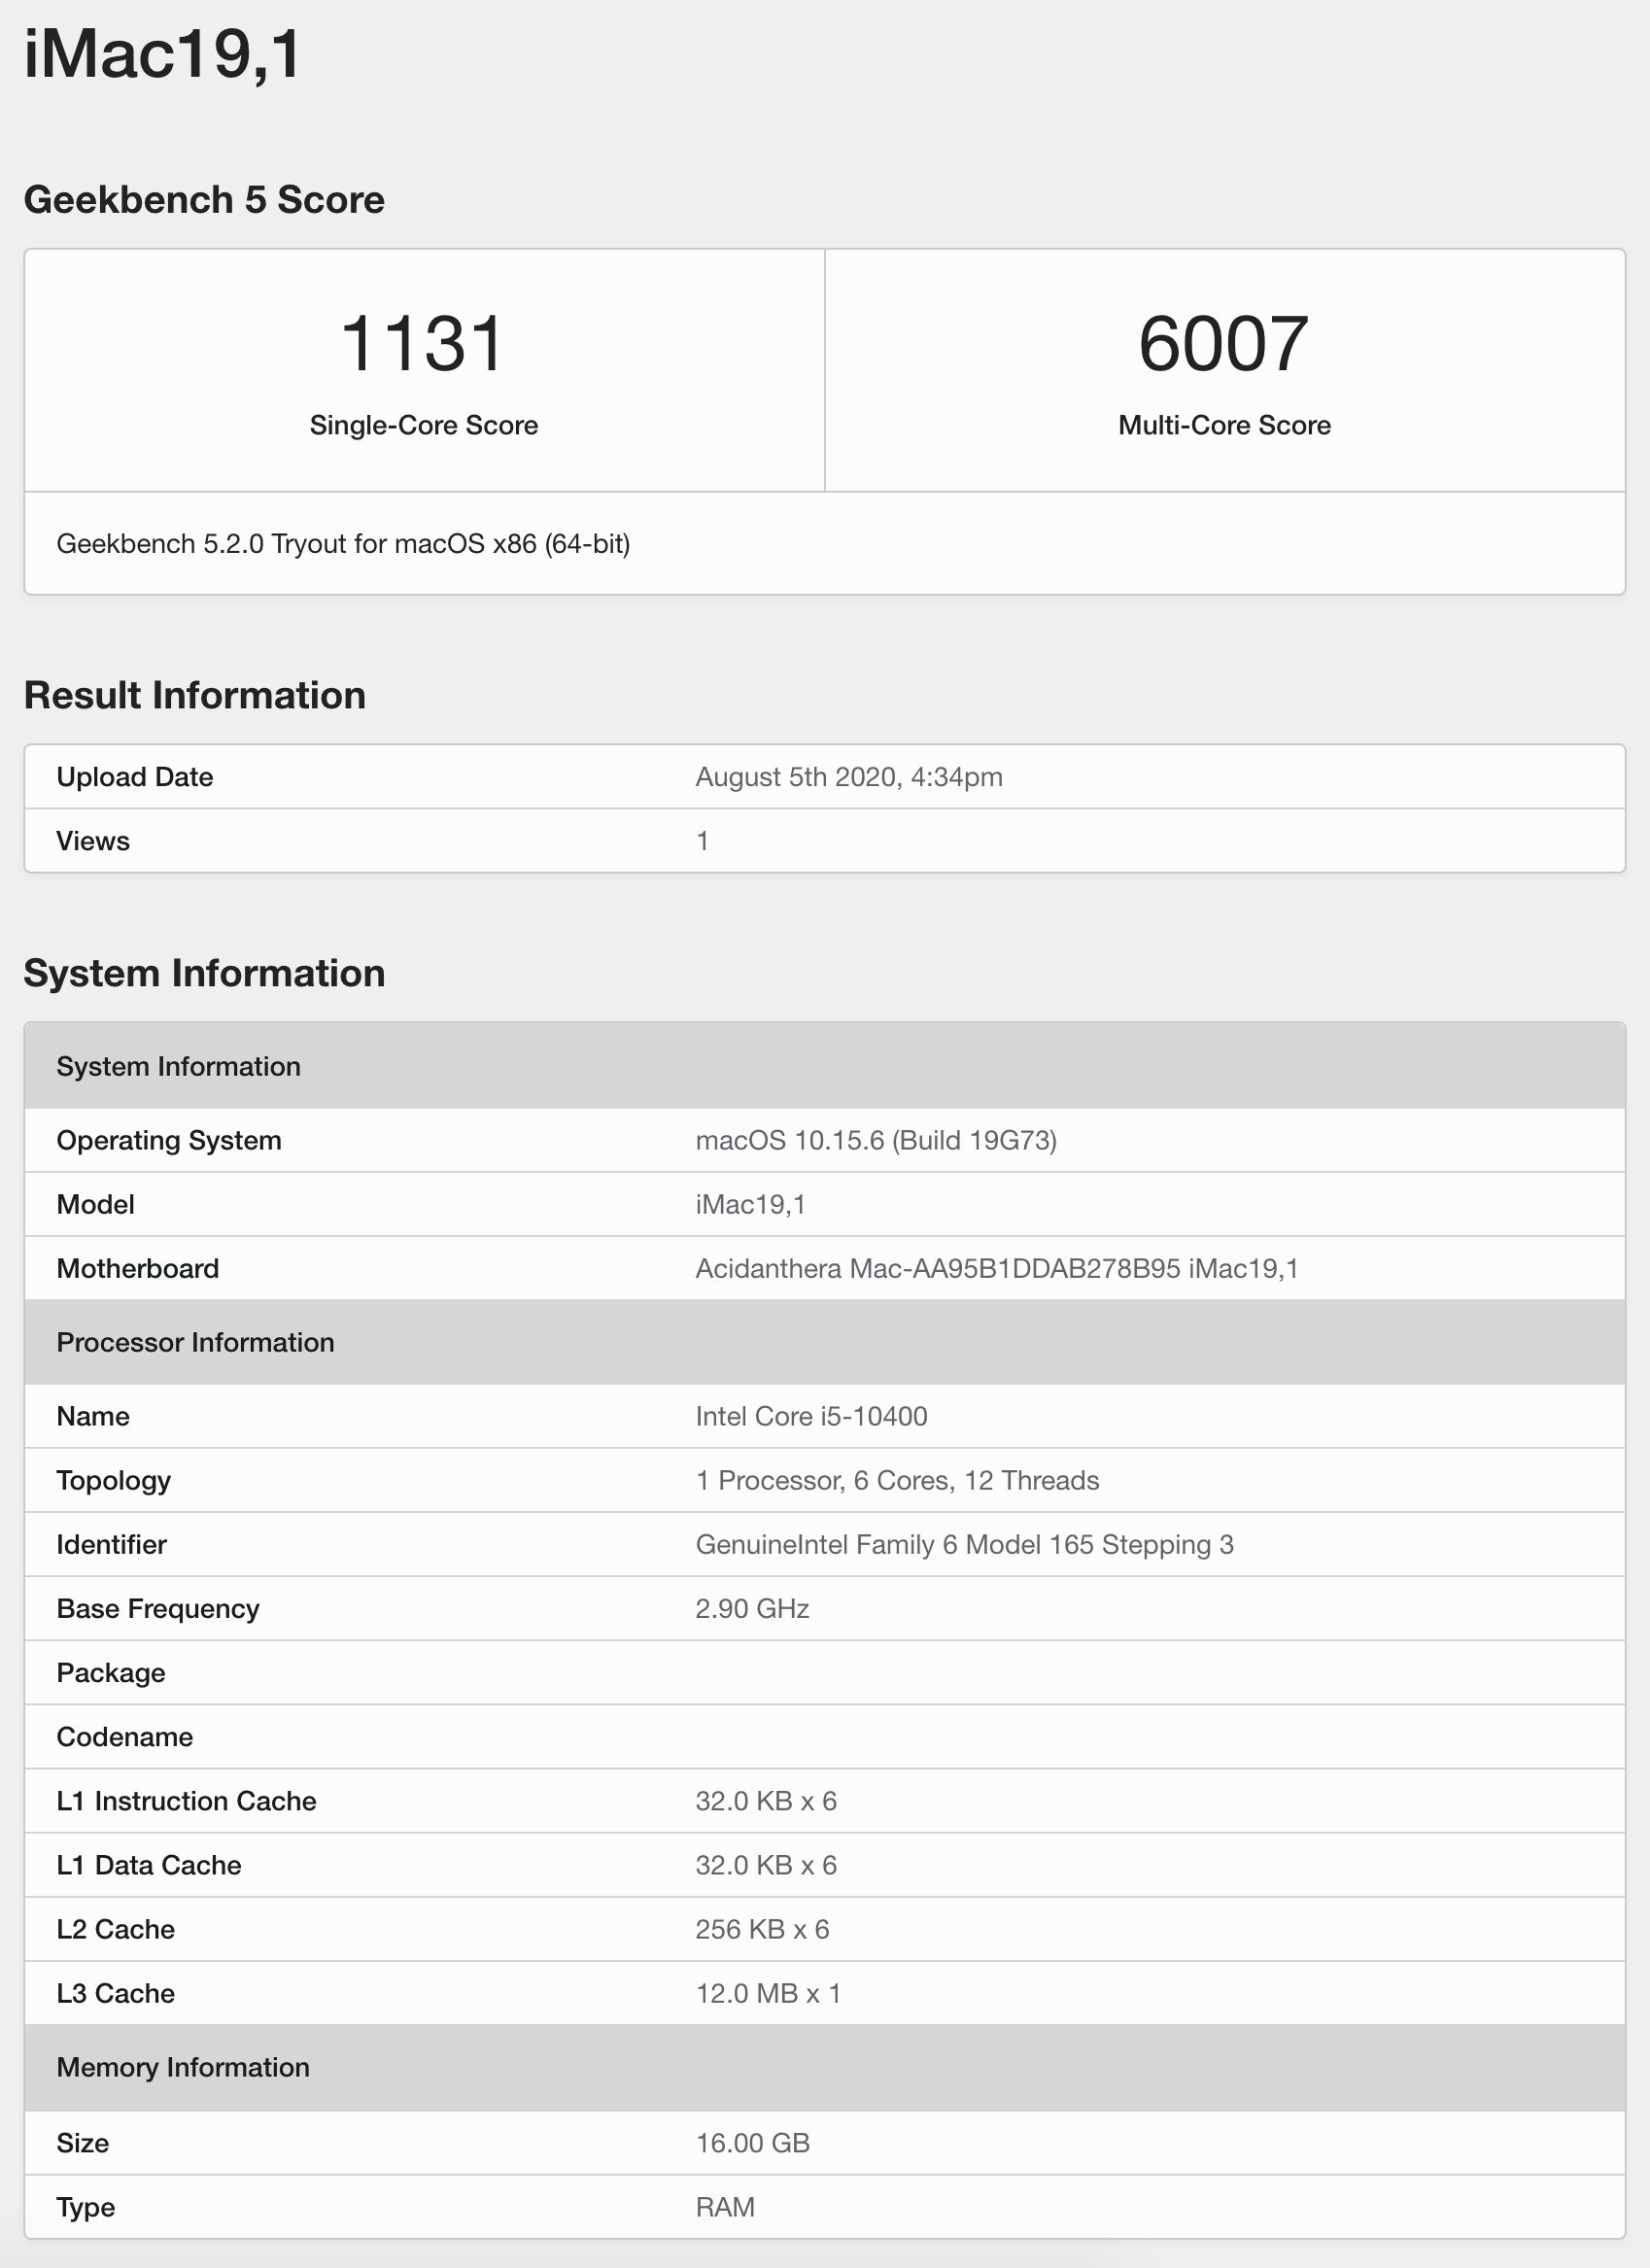 iMac19,1
Geekbench 5 Score
1131
Single-Core Score
6007
Multi-Core Score
Geekbench 5.2.0 Tryout for macOS x86 (64-bit)
Result Information
Upload Date August 5th 2020, 4:34pm
Views 1
System Information
System Information
Operating System macOS 10.15.6 (Build 19G73)
Model iMac19,1
Motherboard Acidanthera Mac-AA95B1DDAB278B95 iMac19,1
Processor Information
Name Intel Core i5-10400
Topology 1 Processor, 6 Cores, 12 Threads
Identifier GenuineIntel Family 6 Model 165 Stepping 3
Base Frequency 2.90 GHz
Package
Codename
L1 Instruction Cache 32.0 KB x 6
L1 Data Cache 32.0 KB x 6
L2 Cache 256 KB x 6
L3 Cache 12.0 MB x 1
Memory Information
Size 16.00 GB
Type RAM